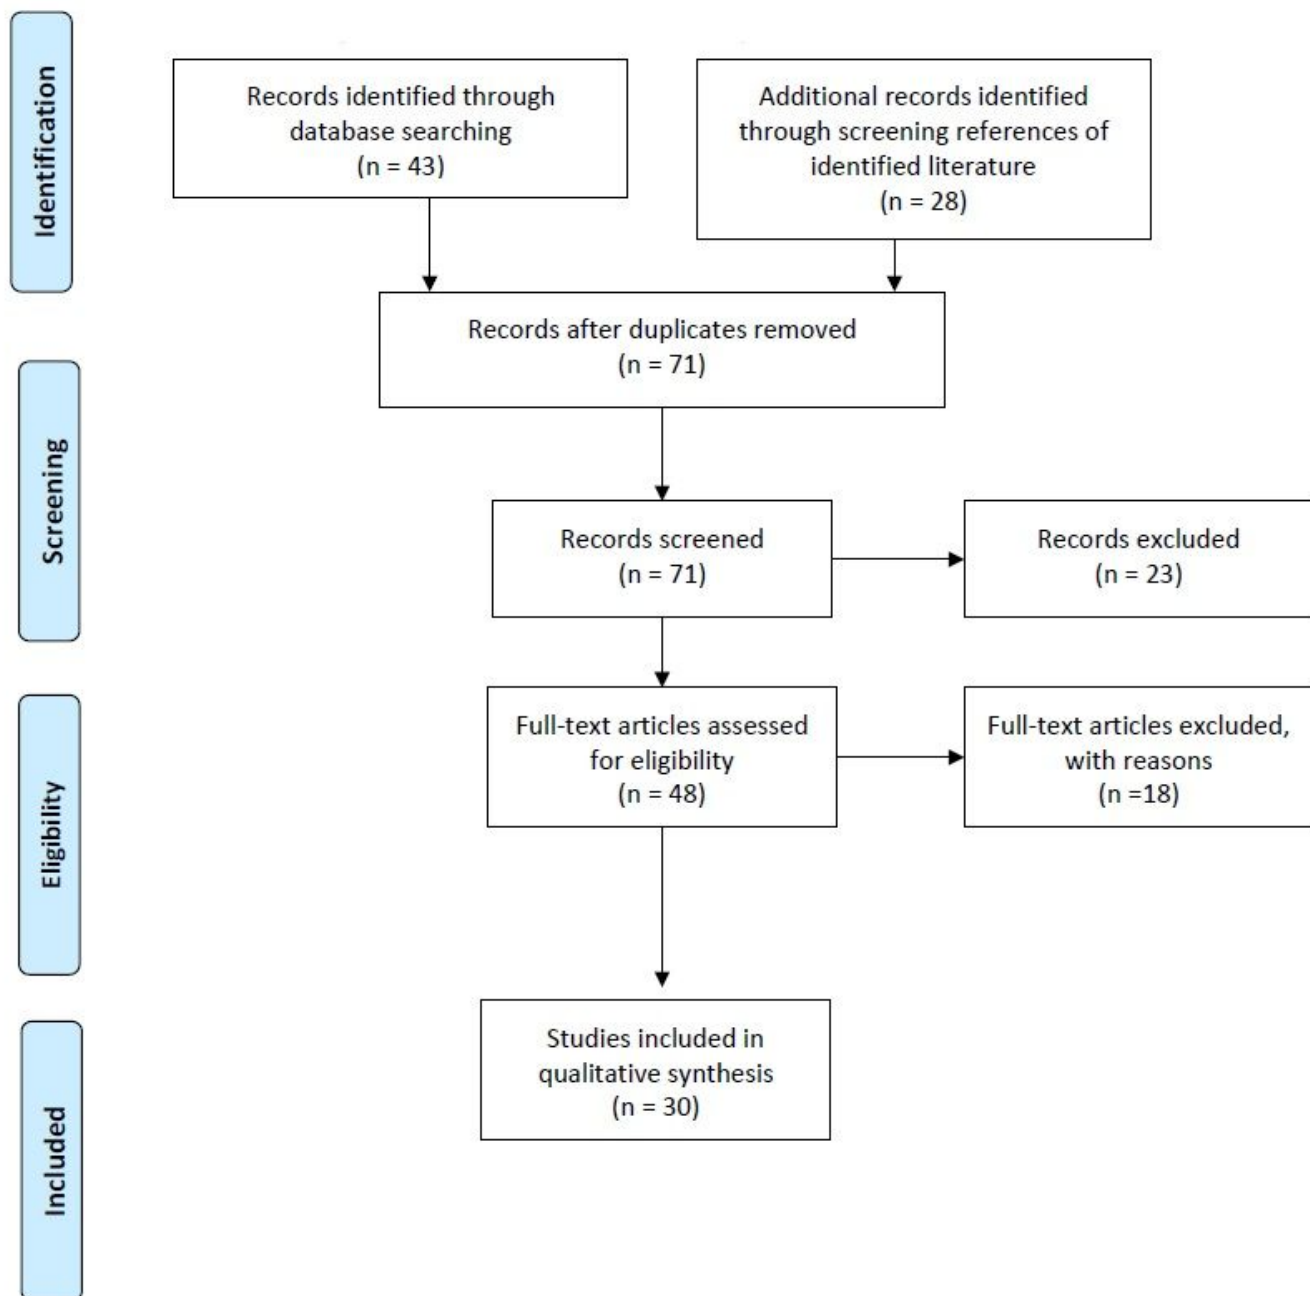 Identification
Records identified through
database searching
(n = 43)
Additional records identified
through screening references of
identified literature
(n = 28)
Records after duplicates removed
(n = 71)
Screening
Records screened
(n = 71)
Records excluded
(n = 23)
Eligibility
Full-text articles assessed
for eligibility
(n = 48)
Full-text articles excluded,
with reasons
(n =18)
Included
Studies included in
qualitative synthesis
(n = 30)